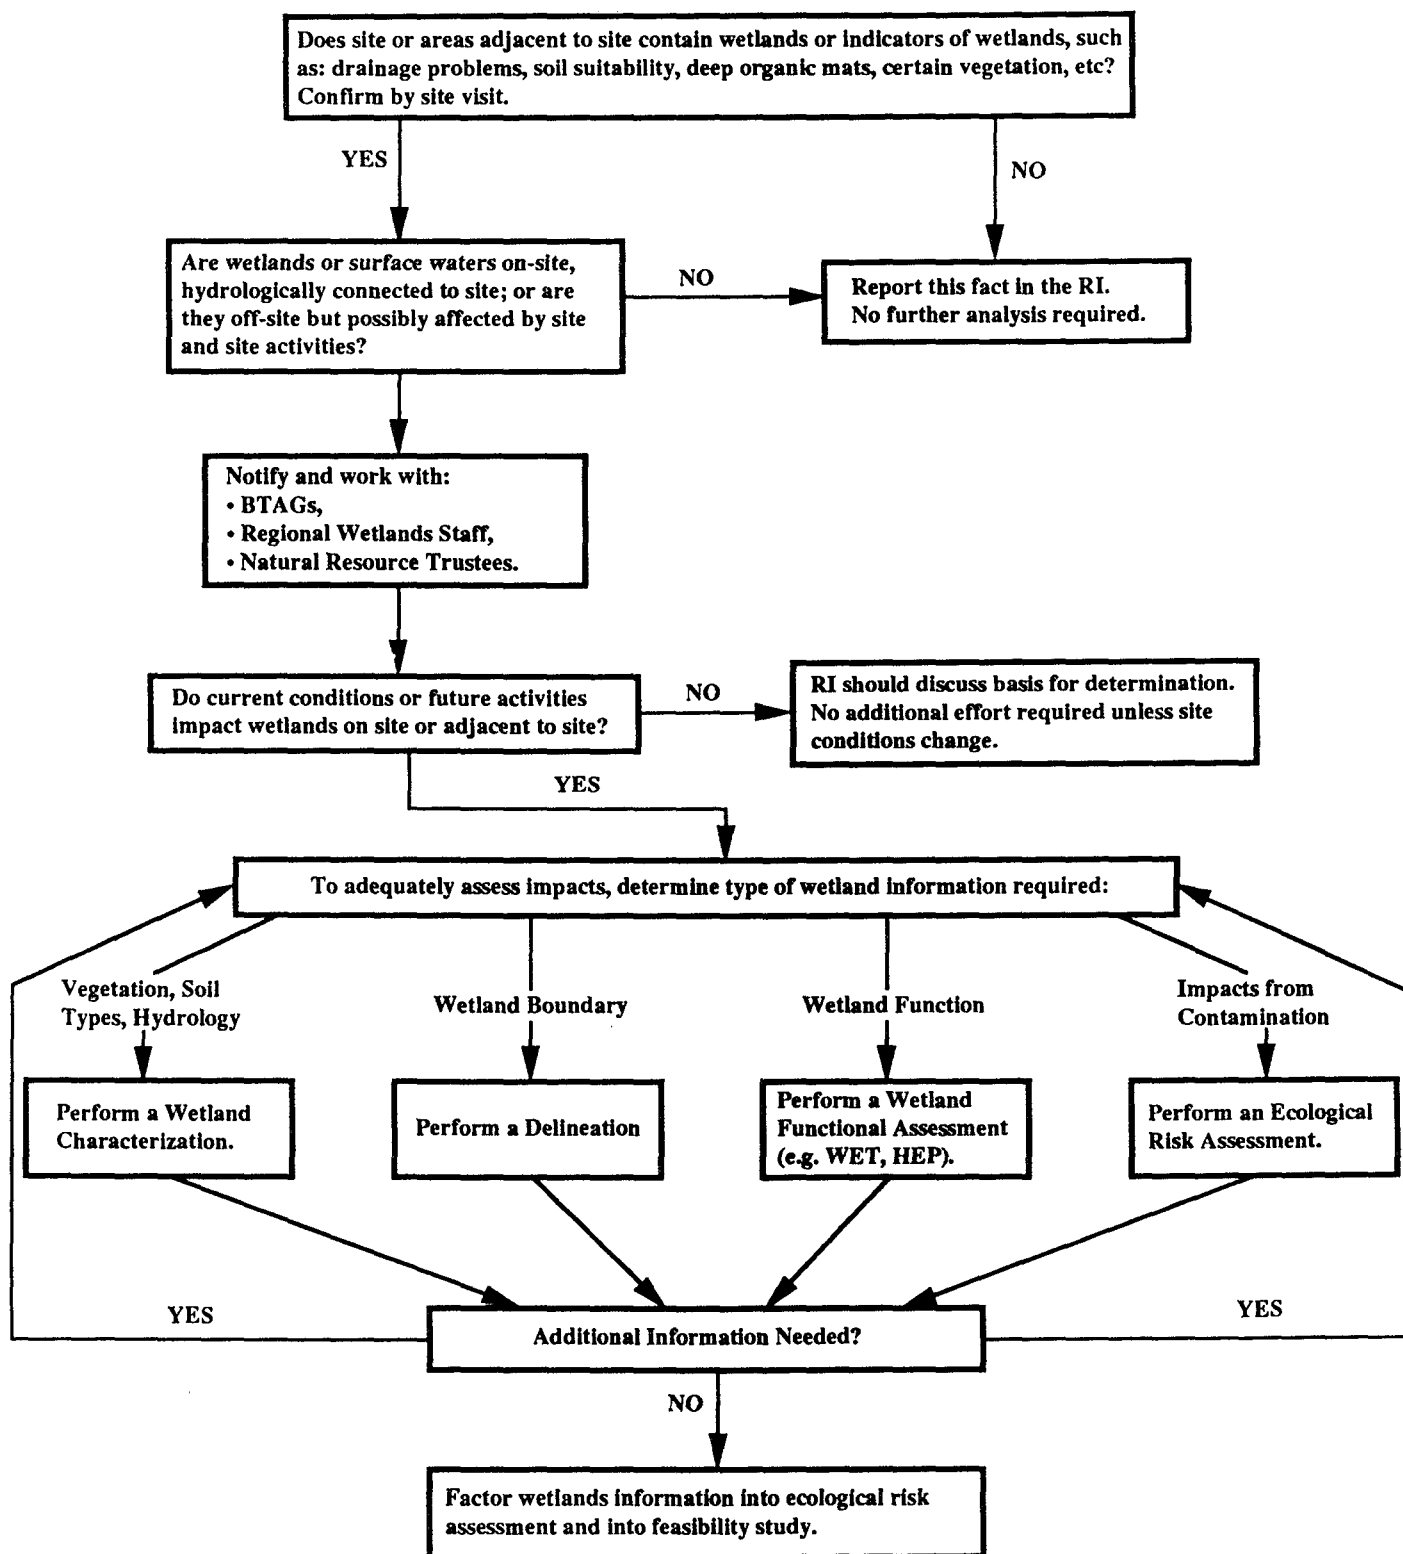 Does site or areas adjacent to site contain wetlands or indicators of wetlands, such
as: drainage problems, soil suitability, deep organic mats, certain vegetation, etc?
Confirm by site visit.
YES
NO
Are wetlands or surface waters on-site,
hydrologically connected to site; or are
they off-site but possibly affected by site
and site activities?
NO
Report this fact in the RI.
No further analysis required.
Notify and work with:
• BTAGs,
• Regional Wetlands Staff,
• Natural Resource Trustees.
Do current conditions or future activities
impact wetlands on site or adjacent to site?
NO
RI should discuss basis for determination.
No additional effort required unless site
conditions change.
YES
To adequately assess impacts, determine type of wetland information required:
Vegetation, Soil
Types, Hydrology
Wetland Boundary
Wetland Function
Impacts from
Contamination
Perform a Wetland
Characterization.
Perform a Delineation
Perform a Wetland
Functional Assessment
(e.g. WET, HEP).
Perform an Ecological
Risk Assessment.
YES
Additional Information Needed?
YES
NO
Factor wetlands information into ecological risk
assessment and into feasibility study.